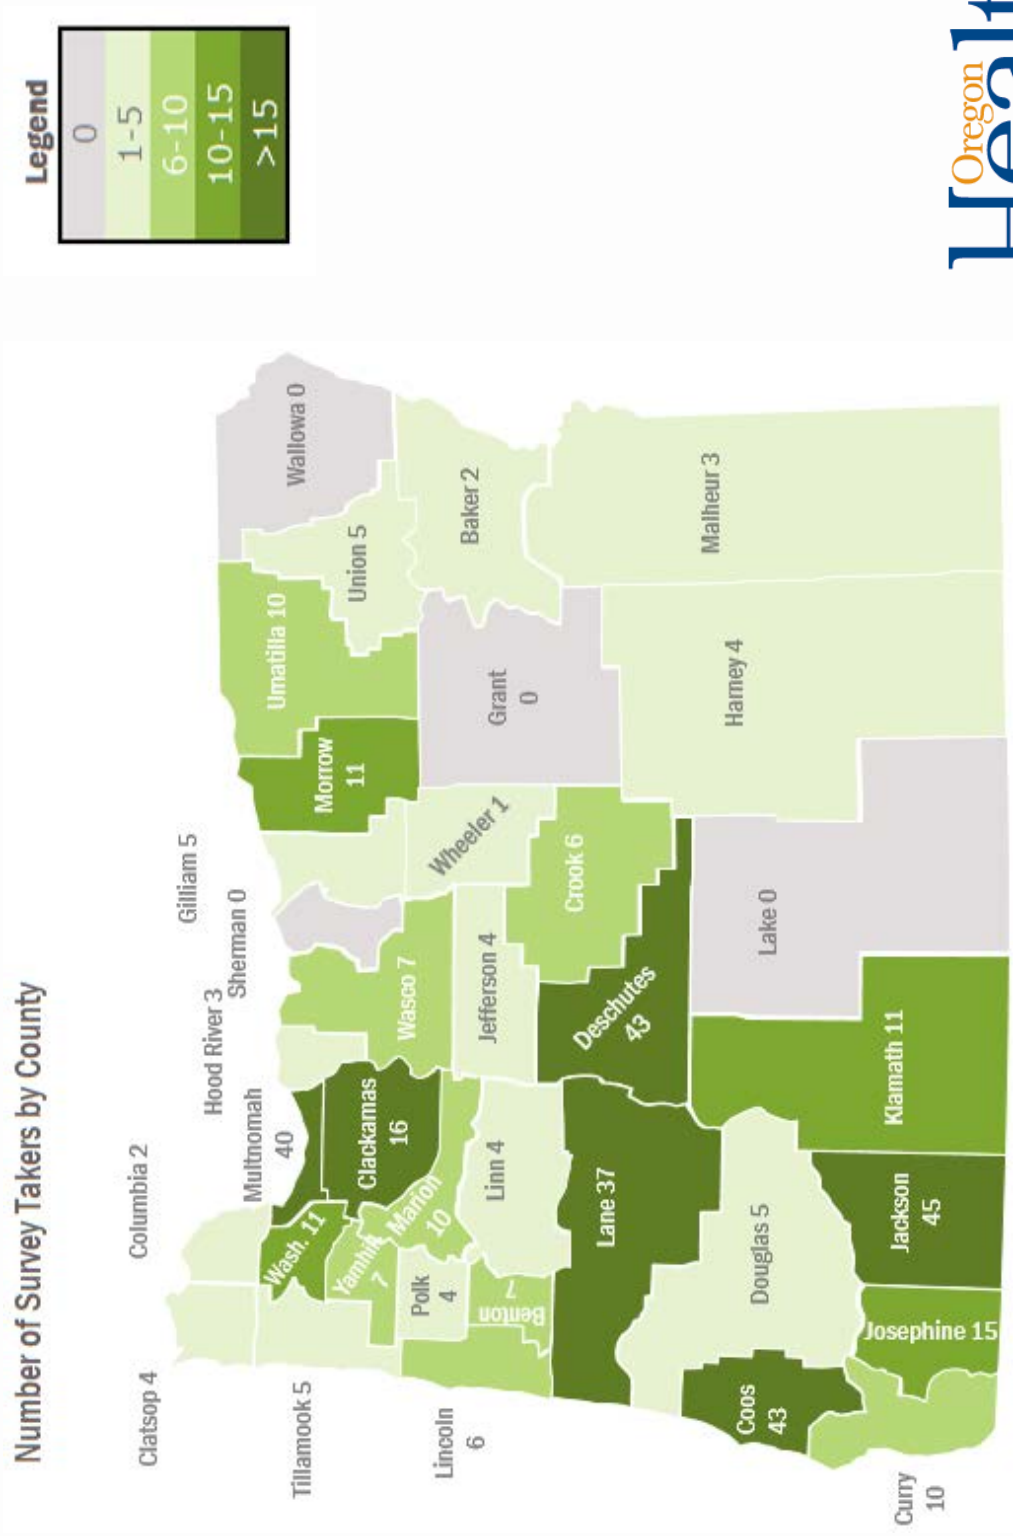 Number of Survey Takers by County
Legend
0
1-5
6-10
10-15
>15
Clatsop 4
Columbia 2
Multnomah
40
Hood River 3
Sherman 0
Gilliam 5
Tillamook 5
Wash. 11
Yamhill
7
Clackamas
16
Marion
10
Polk
4
Lincoln
6
Benton
7
Linn 4
Wasco 7
Jefferson 4
Wheeler 1
Morrow
11
Umatilla 10
Union 5
Wallowa 0
Baker 2
Grant
0
Crook 6
Deschutes
43
Lane 37
Douglas 5
Coos
43
Curry
10
Josephine 15
Jackson
45
Klamath 11
Lake 0
Harney 4
Malheur 3
Oregon